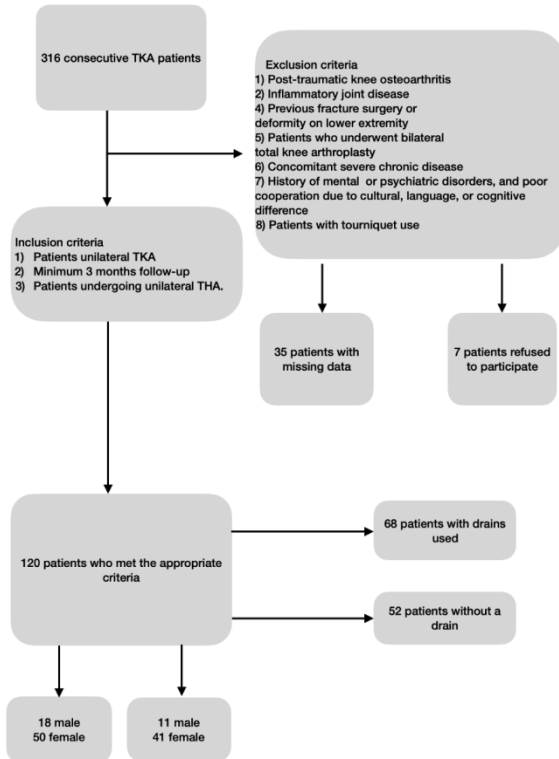 316 consecutive TKA patients
Exclusion criteria
1) Post-traumatic knee osteoarthritis
2) Inflammatory joint disease
4) Previous fracture surgery or
deformity on lower extremity
5) Patients who underwent bilateral
total knee arthroplasty
6) Concomitant severe chronic disease
7) History of mental or psychiatric disorders, and poor
cooperation due to cultural, language, or cognitive
difference
8) Patients with tourniquet use
Inclusion criteria
1) Patients unilateral TKA
2) Minimum 3 months follow-up
3) Patients undergoing unilateral THA.
35 patients with
missing data
7 patients refused
to participate
120 patients who met the appropriate
criteria
68 patients with drains
used
52 patients without a
drain
18 male
50 female
11 male
41 female